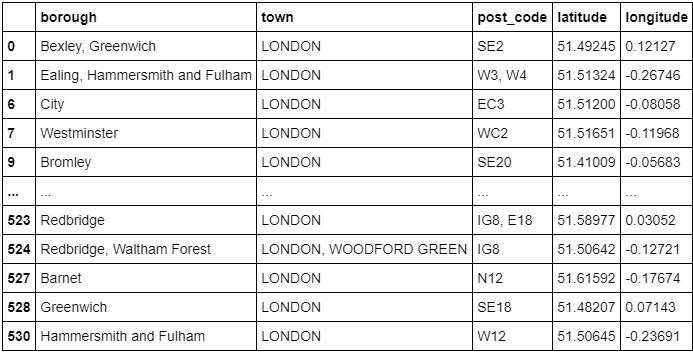 borough town post_code latitude longitude
0 Bexley, Greenwich LONDON SE2 51.49245 0.12127
1 Ealing, Hammersmith and Fulham LONDON W3, W4 51.51324 -0.26746
6 City LONDON EC3 51.51200 -0.08058
7 Westminster LONDON WC2 51.51651 -0.11968
9 Bromley LONDON SE20 51.41009 -0.05683
... ... ... ... ... ...
523 Redbridge LONDON IG8, E18 51.58977 0.03052
524 Redbridge, Waltham Forest LONDON, WOODFORD GREEN IG8 51.50642 -0.12721
527 Barnet LONDON N12 51.61592 -0.17674
528 Greenwich LONDON SE18 51.48207 0.07143
530 Hammersmith and Fulham LONDON W12 51.50645 -0.23691